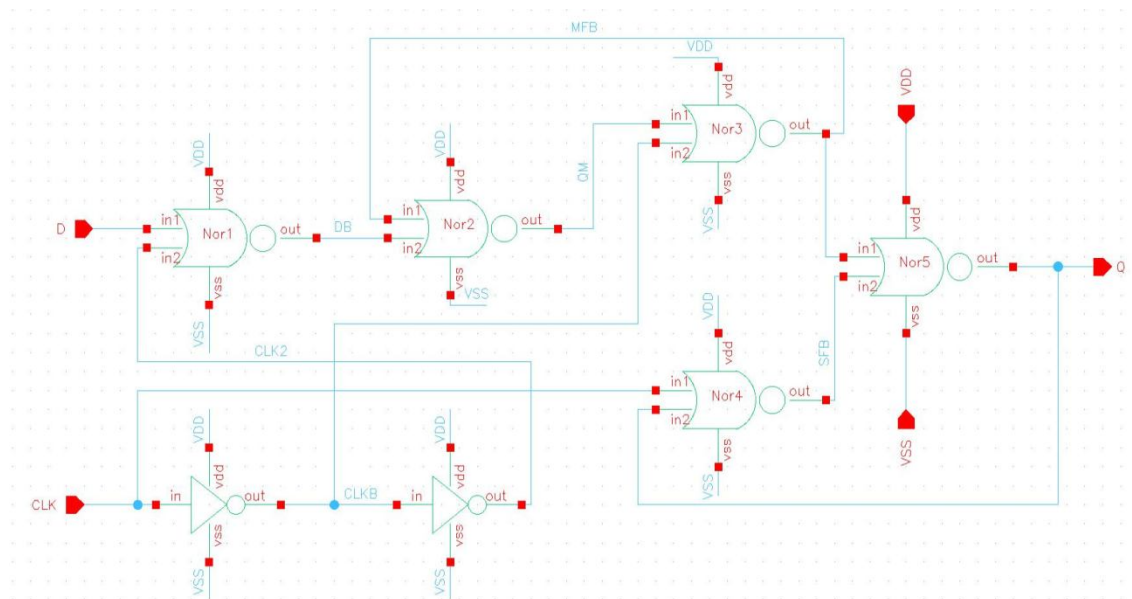 MFB
VDD
vdd
in1
Nor3
out
in2
vss
VSS
QM
VDD
VDD
vdd
D
in1
Nor1
out
in2
vss
VSS
DB
VDD
vdd
in1
Nor2
out
in2
vss
VSS
vdd
in1
Nor5
out
in2
vss
VSS
Q
CLK2
SFB
VDD
vdd
in1
Nor4
out
in2
vss
VSS
CLK
VDD
vdd
in
out
vss
VSS
CLKB
VDD
vdd
in
out
vss
VSS